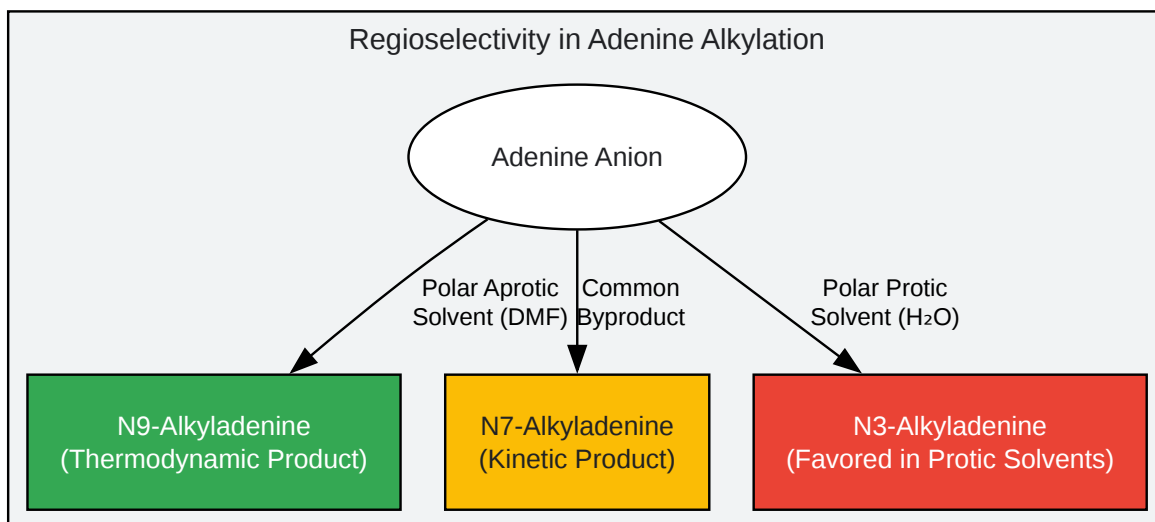 Regioselectivity in Adenine Alkylation
Adenine Anion
Polar Aprotic
Solvent (DMF)
Common
Byproduct
Polar Protic
Solvent (H₂O)
N9-Alkyladenine
(Thermodynamic Product)
N7-Alkyladenine
(Kinetic Product)
N3-Alkyladenine
(Favored in Protic Solvents)